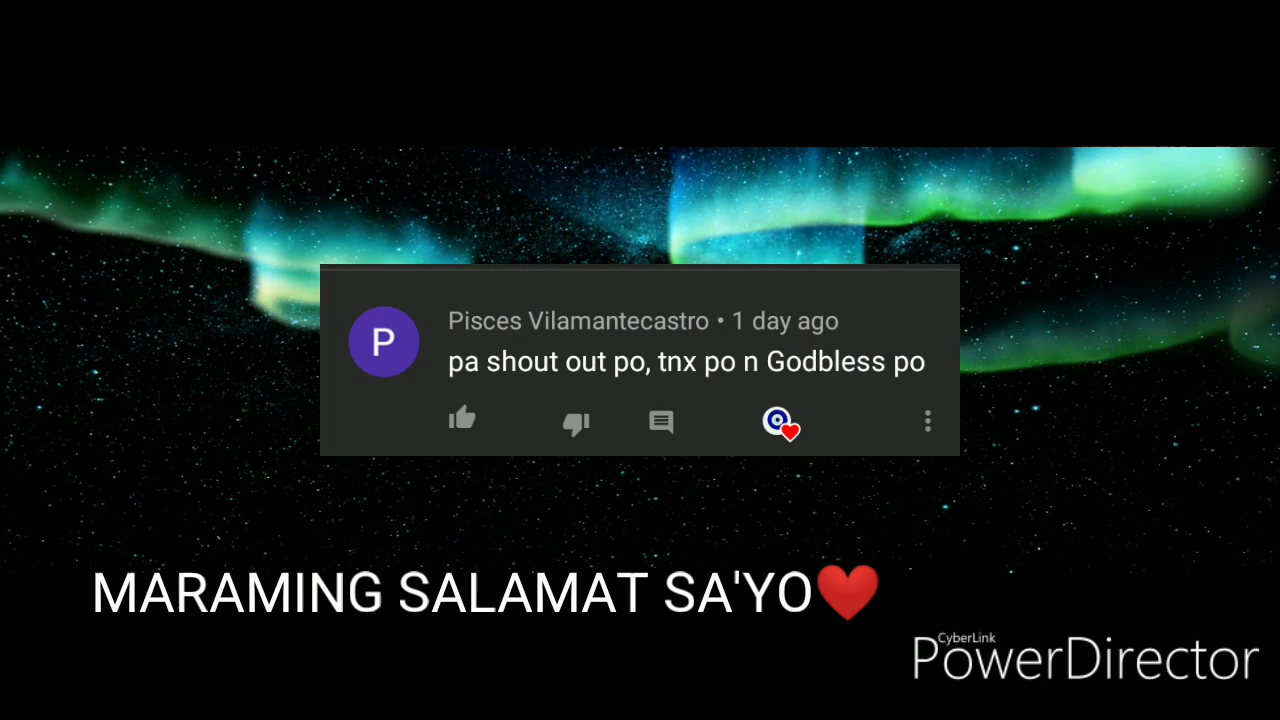 P
Pisces Vilamantecastro • 1 day ago
pa shout out po, tnx po n Godbless po
MARAMING SALAMAT SA'YO❤️
CyberLink
PowerDirector